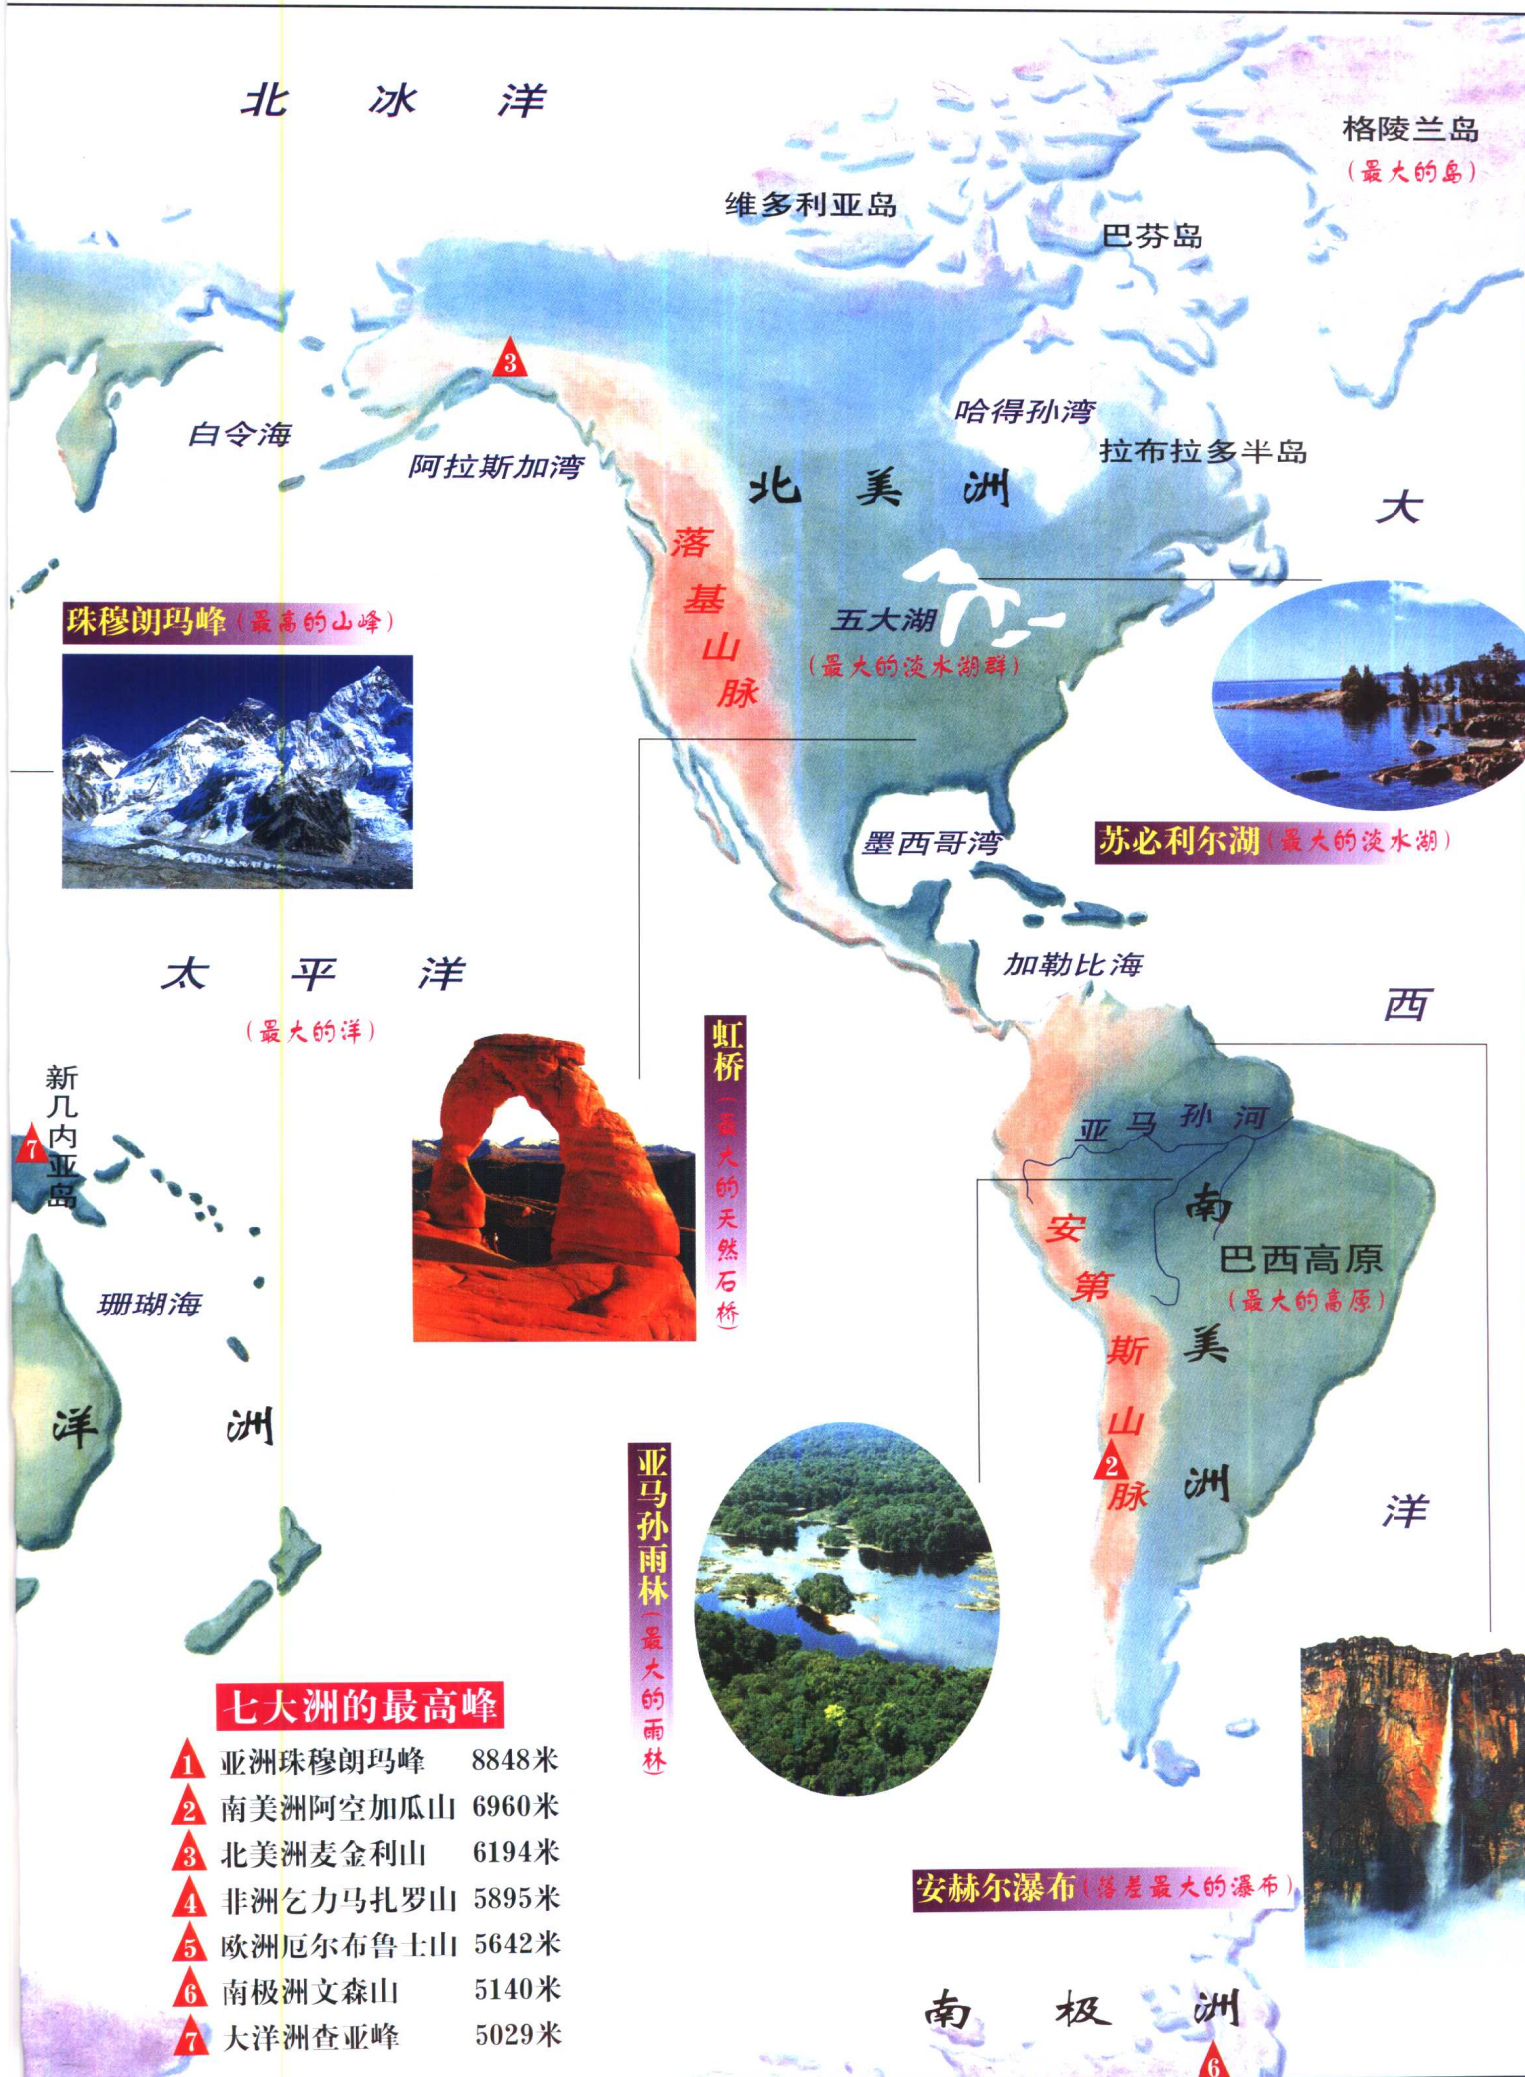 北冰洋
格陵兰岛
(最大的岛)
维多利亚岛
巴芬岛
3
白令海
阿拉斯加湾
哈得孙湾
拉布拉多半岛
北美洲
大西洋
落基山脉
珠穆朗玛峰(最高的山峰)
五大湖
(最大的淡水湖群)
墨西哥湾
苏必利尔湖(最大的淡水湖)
加勒比海
太平洋
(最大的洋)
虹桥(最大的天然石桥)
新几内亚岛
7
亚马孙河
南美洲
安第斯山脉
巴西高原
(最大的高原)
珊瑚海
洋洲
2
亚马孙雨林(最大的雨林)
七大洲的最高峰
1 亚洲珠穆朗玛峰 8848米
2 南美洲阿空加瓜山 6960米
3 北美洲麦金利山 6194米
4 非洲乞力马扎罗山 5895米
5 欧洲厄尔布鲁士山 5642米
6 南极洲文森山 5140米
7 大洋洲查亚峰 5029米
安赫尔瀑布(落差最大的瀑布)
南极洲
6